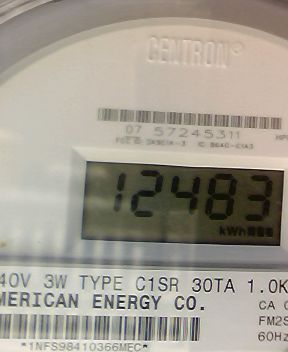 CENTRON®
07 57245311
12483
kWh
40V 3W TYPE C1SR 30TA 1.0K
MERICAN ENERGY CO.
CA
FM2S
60Hz
*1NFS98410366MEC*